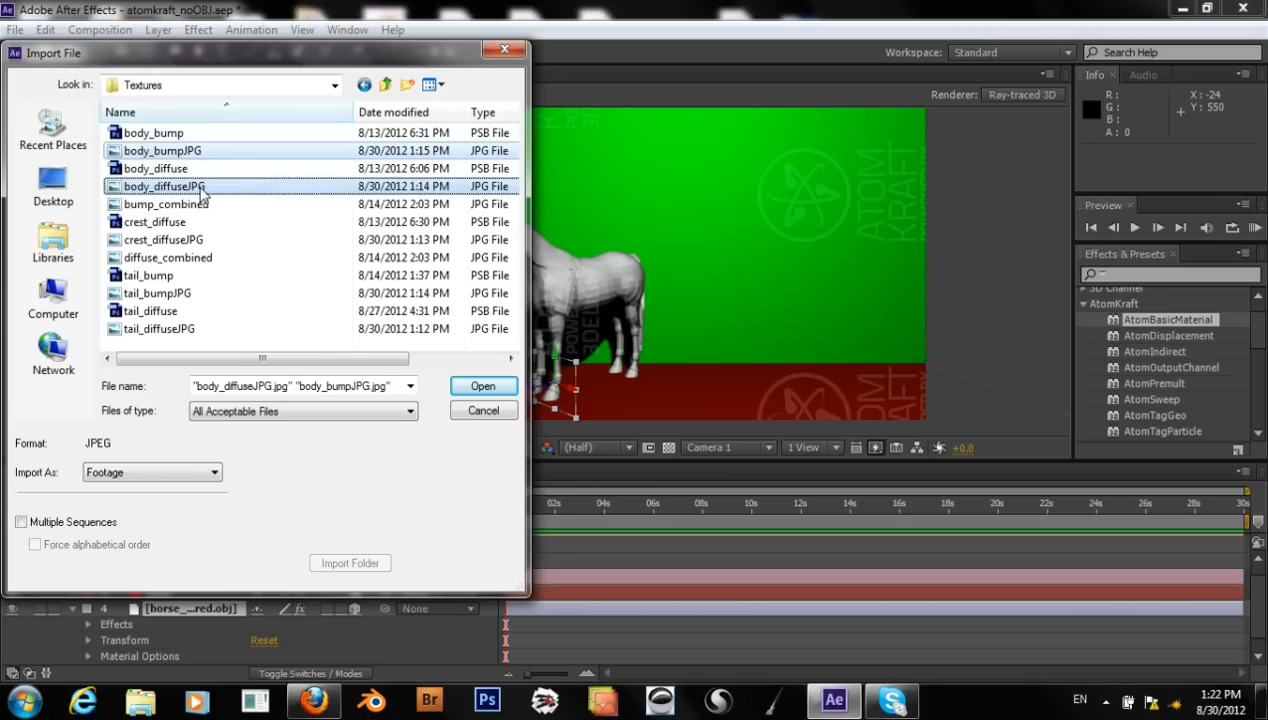 Adobe After Effects - atomkraft_noOBJ.aep *
File Edit Composition Layer Effect Animation View Window Help
Import File
Workspace: Standard
Search Help
Look in: Textures
Info Audio
Renderer: Ray-traced 3D
R :
G :
B :
A : 0
X : -24
Y : 550
Name Date modified Type
body_bump 8/13/2012 6:31 PM PSB File
body_bumpJPG 8/30/2012 1:15 PM JPG File
body_diffuse 8/13/2012 6:06 PM PSB File
body_diffuseJPG 8/30/2012 1:14 PM JPG File
bump_combined 8/14/2012 2:03 PM JPG File
crest_diffuse 8/13/2012 6:30 PM PSB File
crest_diffuseJPG 8/30/2012 1:13 PM JPG File
diffuse_combined 8/14/2012 2:03 PM JPG File
tail_bump 8/14/2012 1:37 PM PSB File
tail_bumpJPG 8/30/2012 1:14 PM JPG File
tail_diffuse 8/27/2012 4:31 PM PSB File
tail_diffuseJPG 8/30/2012 1:12 PM JPG File
Recent Places
Desktop
Libraries
Computer
Network
File name: "body_diffuseJPG.jpg" "body_bumpJPG.jpg"
Open
Files of type: All Acceptable Files
Cancel
Format: JPEG
Import As: Footage
Multiple Sequences
Force alphabetical order
Import Folder
ATOM
KRAFT
Preview
Effects & Presets
3D Channel
AtomKraft
AtomBasicMaterial
AtomDisplacement
AtomIndirect
AtomOutputChannel
AtomPremult
AtomSweep
AtomTagGeo
AtomTagParticle
(Half) Camera 1 1 View +0.0
02s 04s 06s 08s 10s 12s 14s 16s 18s 20s 22s 24s 26s 28s 30s
4 [horse_...red.obj] None
Effects
Transform Reset
Material Options
Toggle Switches / Modes
EN
1:22 PM
8/30/2012